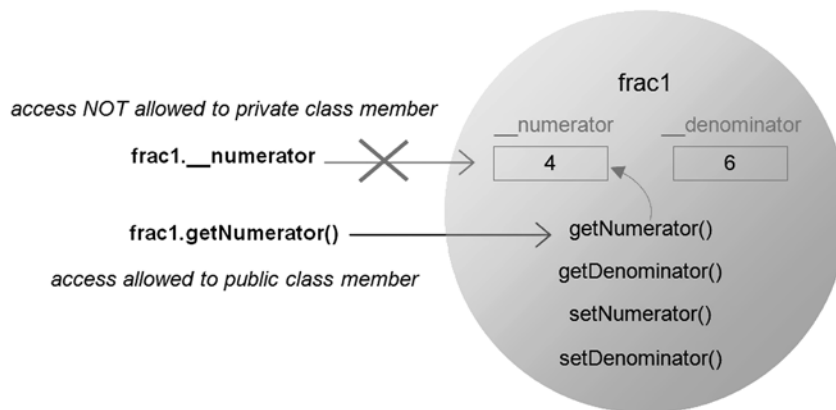 frac1
access NOT allowed to private class member
__numerator
__denominator
frac1.__numerator
4
6
frac1.getNumerator()
getNumerator()
access allowed to public class member
getDenominator()
setNumerator()
setDenominator()